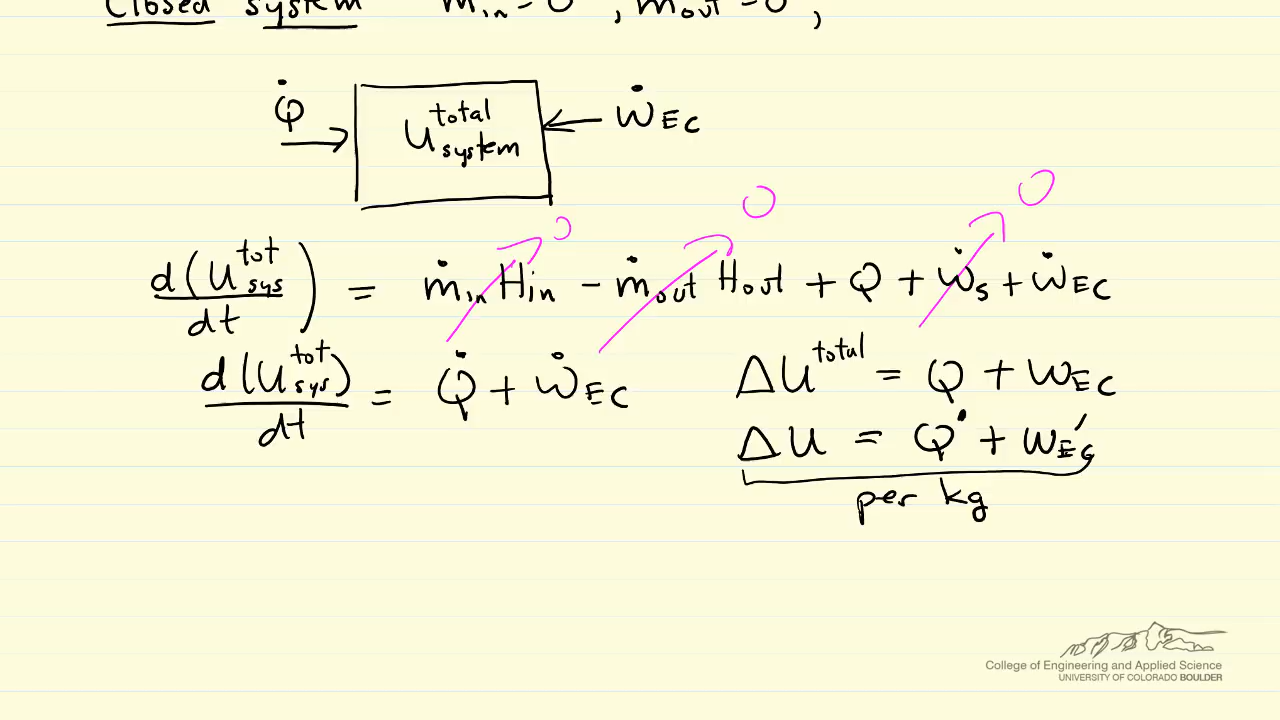 Closed system ṁin = 0, ṁout = 0,
Q̇ U total system ẆEC
d(U tot sys)/dt = ṁin Hin − ṁout Hout + Q + Ẇs + ẆEC
0 0 0
d(U tot sys)/dt = Q̇ + ẆEC
ΔU total = Q + WEC
ΔU = Q̇ + WEC′
per kg
College of Engineering and Applied Science
UNIVERSITY OF COLORADO BOULDER